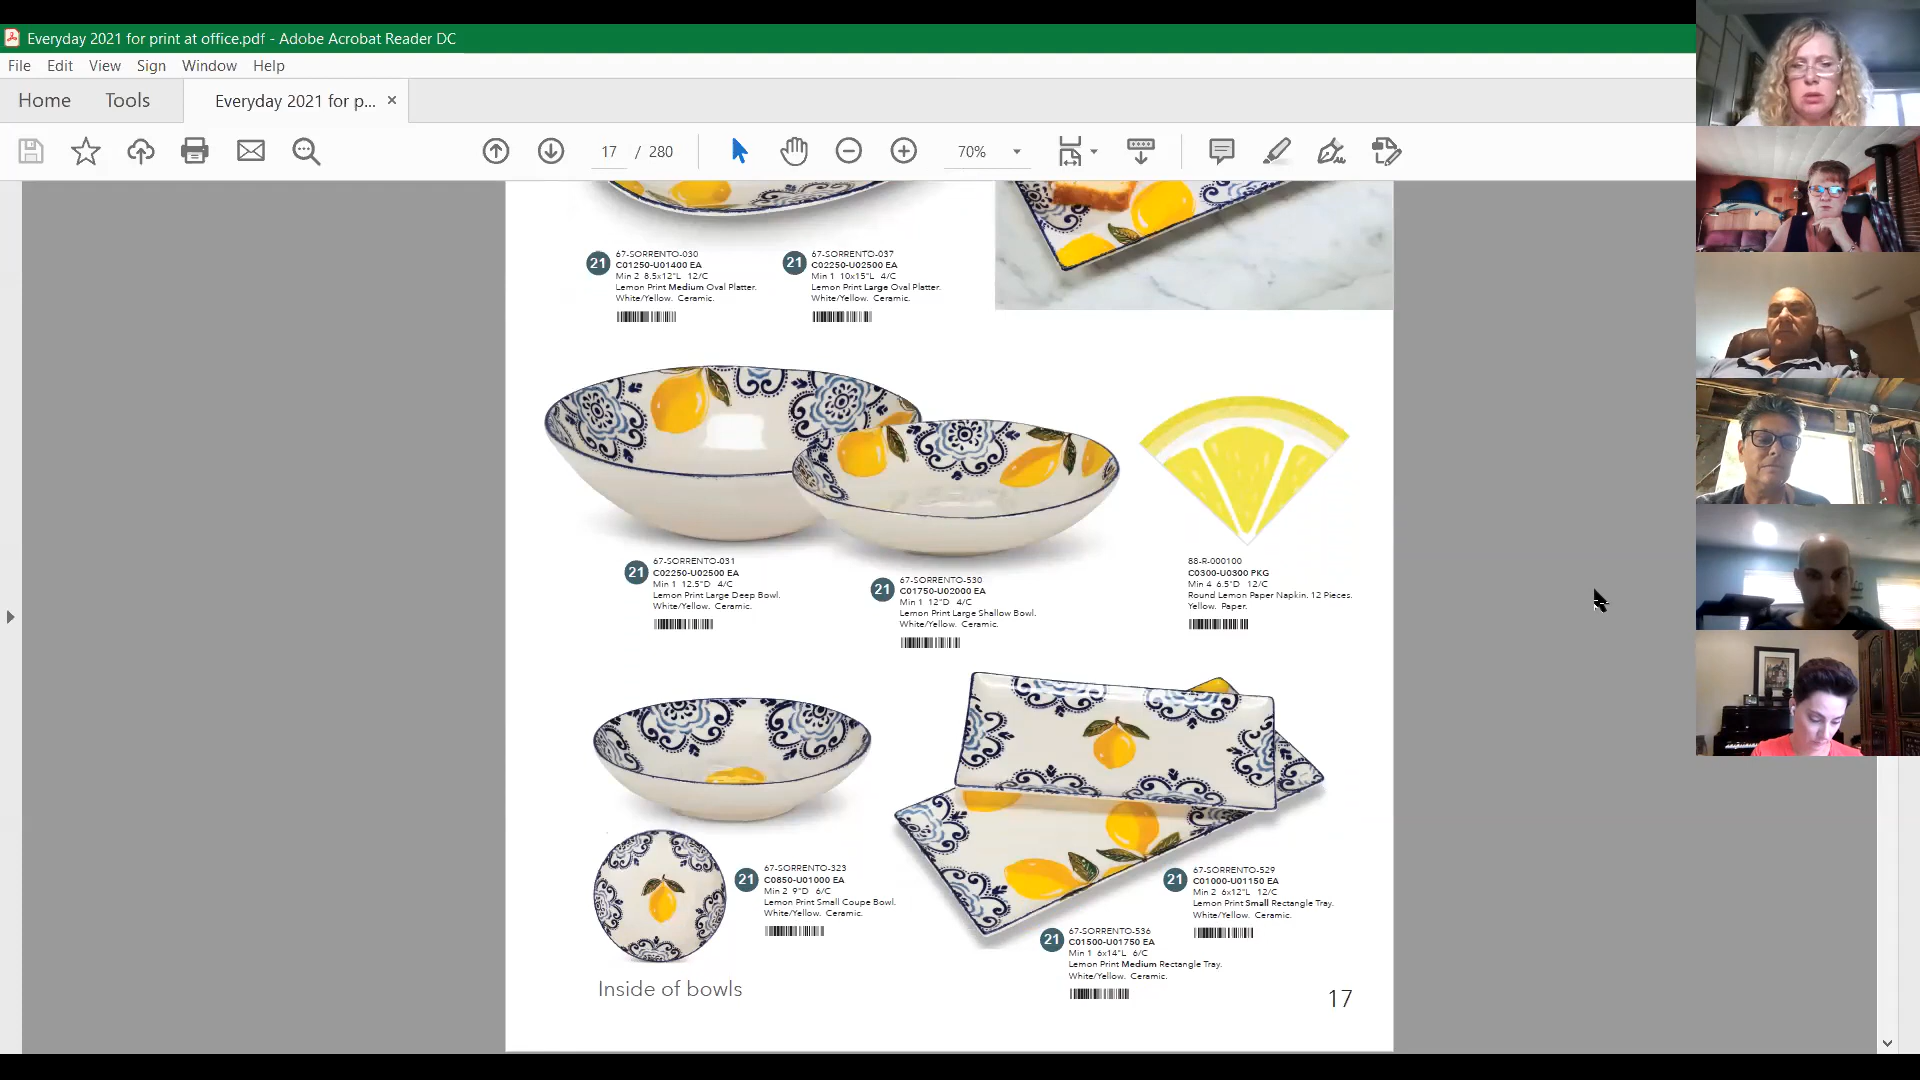 Everyday 2021 for print at office.pdf - Adobe Acrobat Reader DC
File Edit View Sign Window Help
Home Tools Everyday 2021 for p... ×
17 / 280 70%
21
67-SORRENTO-030
C01250-U01400 EA
Min 2 8.5x12"L 12/C
Lemon Print Medium Oval Platter.
White/Yellow. Ceramic.
21
67-SORRENTO-037
C02250-U02500 EA
Min 1 10x15"L 4/C
Lemon Print Large Oval Platter.
White/Yellow. Ceramic.
21
67-SORRENTO-031
C02250-U02500 EA
Min 1 12.5"D 4/C
Lemon Print Large Deep Bowl.
White/Yellow. Ceramic.
21
67-SORRENTO-530
C01750-U02000 EA
Min 1 12"D 4/C
Lemon Print Large Shallow Bowl.
White/Yellow. Ceramic.
88-R-000100
C0300-U0300 PKG
Min 4 6.5"D 12/C
Round Lemon Paper Napkin. 12 Pieces.
Yellow. Paper.
21
67-SORRENTO-323
C0850-U01000 EA
Min 2 9"D 6/C
Lemon Print Small Coupe Bowl.
White/Yellow. Ceramic.
21
67-SORRENTO-529
C01000-U01150 EA
Min 2 6x12"L 12/C
Lemon Print Small Rectangle Tray.
White/Yellow. Ceramic.
21
67-SORRENTO-536
C01500-U01750 EA
Min 1 6x14"L 6/C
Lemon Print Medium Rectangle Tray.
White/Yellow. Ceramic.
Inside of bowls
17